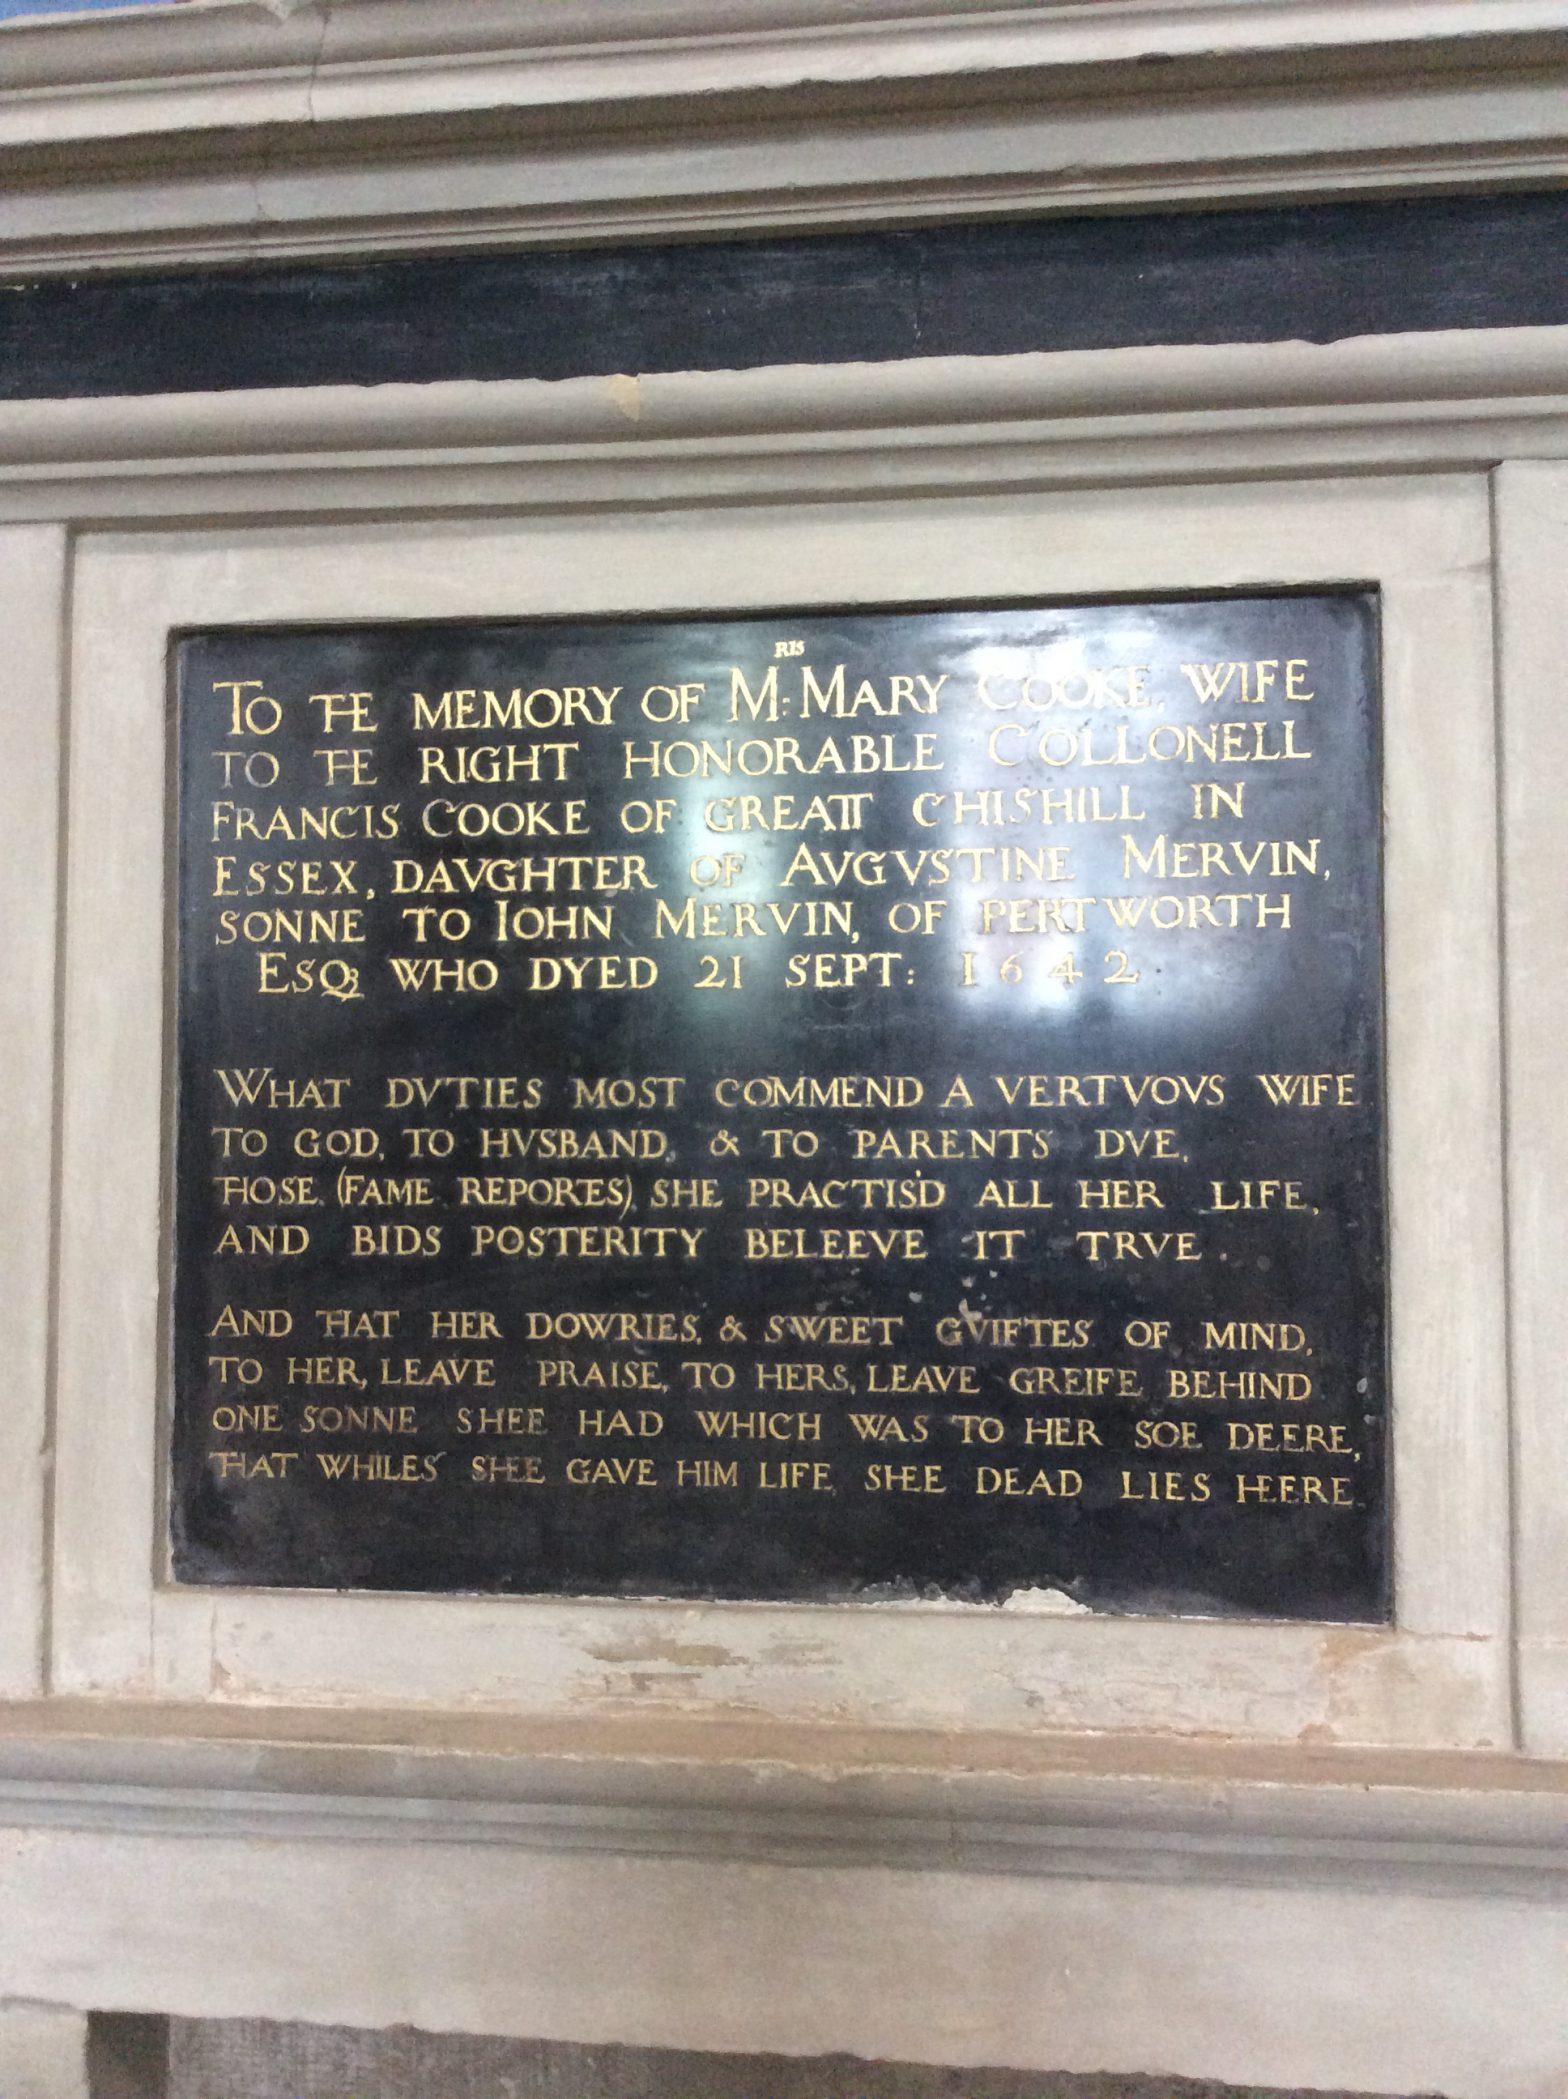 TO THE MEMORY OF M:RIS MARY COOKE, WIFE
TO THE RIGHT HONORABLE COLLONELL
FRANCIS COOKE OF GREATT CHISHILL IN
ESSEX, DAVGHTER OF AVGVSTINE MERVIN,
SONNE TO IOHN MERVIN, OF PERTWORTH
ESQ3 WHO DYED 21 SEPT: 1642.
WHAT DVTIES MOST COMMEND A VERTVOVS WIFE
TO GOD, TO HVSBAND, & TO PARENTS DVE,
THOSE (FAME REPORTES), SHE PRACTIS'D ALL HER LIFE,
AND BIDS POSTERITY BELEEVE IT TRVE.
AND THAT HER DOWRIES, & SWEET GVIFTES OF MIND,
TO HER, LEAVE PRAISE, TO HERS, LEAVE GREIFE BEHIND
ONE SONNE SHEE HAD WHICH WAS TO HER SOE DEERE,
THAT WHILES SHEE GAVE HIM LIFE, SHEE DEAD LIES HEERE.